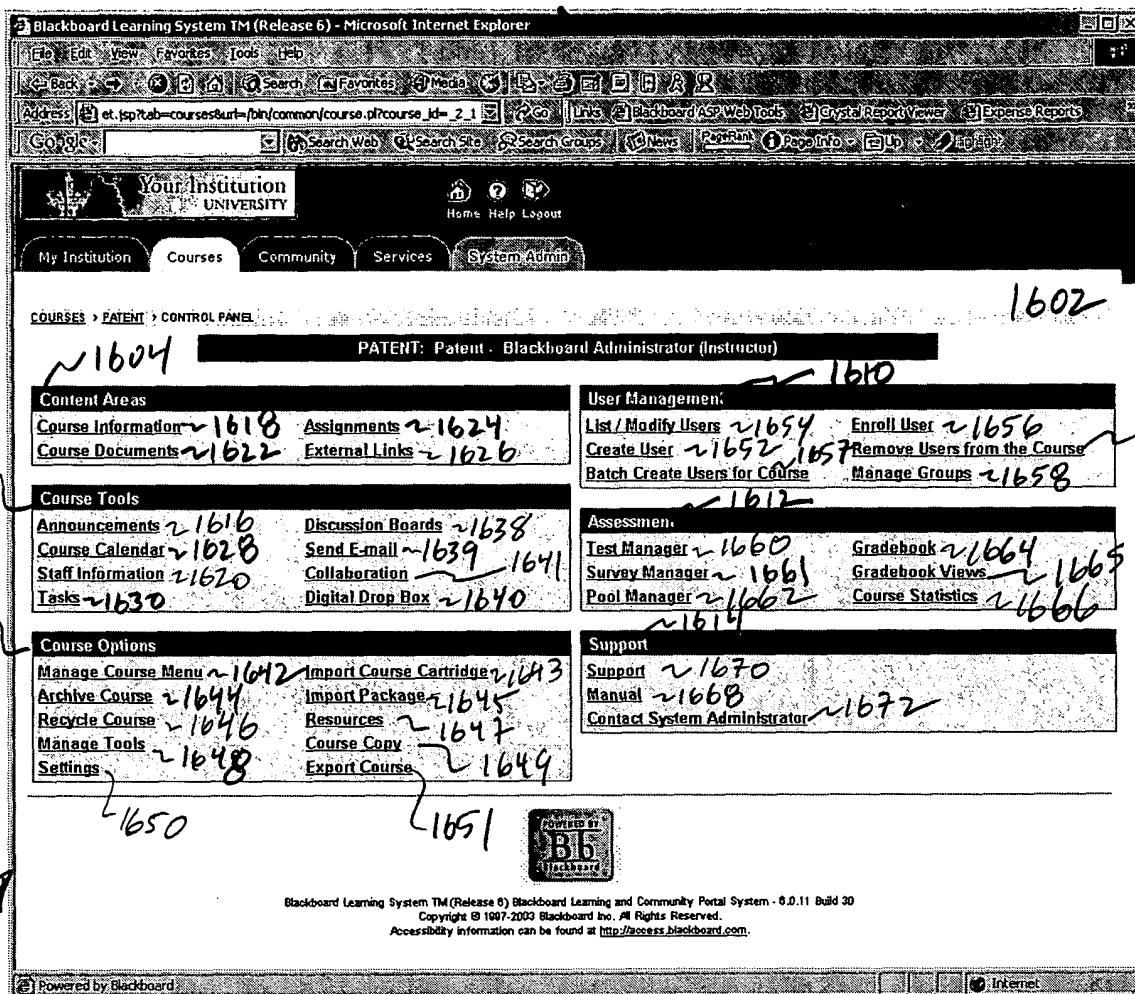 Blackboard Learning System TM (Release 6) - Microsoft Internet Explorer
File Edit View Favorites Tools Help
Back Search Favorites Media
Address et.jsp?tab=courses&url=/bin/common/course.pl?course_id=_2_1 Go Links Blackboard ASP Web Tools Crystal Report Viewer Expense Reports
Google Search Web Search Site Search Groups News PageRank Page Info Up Highlight
Your Institution
UNIVERSITY
Home Help Logout
My Institution Courses Community Services System Admin
1602
COURSES > PATENT > CONTROL PANEL
1604
PATENT: Patent - Blackboard Administrator (Instructor)
1610
Content Areas
Course Information 1618 Assignments 1624
Course Documents 1622 External Links 1626
User Management
List / Modify Users 1654 Enroll User 1656
Create User 1652 1657 Remove Users from the Course
Batch Create Users for Course Manage Groups 1658
Course Tools
Announcements 1616 Discussion Boards 1638
Course Calendar 1628 Send E-mail 1639
Staff Information 1620 Collaboration 1641
Tasks 1630 Digital Drop Box 1640
1612
Assessment
Test Manager 1660 Gradebook 1664
Survey Manager 1661 Gradebook Views 1665
Pool Manager 1662 Course Statistics 1666
Course Options
Manage Course Menu 1642 Import Course Cartridge 1643
Archive Course 1644 Import Package 1645
Recycle Course 1646 Resources 1647
Manage Tools 1648 Course Copy 1649
Settings 1650 Export Course 1651
1614
Support
Support 1670
Manual 1668
Contact System Administrator 1672
POWERED BY
Bb
Blackboard
Blackboard Learning System TM (Release 6) Blackboard Learning and Community Portal System - 6.0.11 Build 30
Copyright © 1997-2003 Blackboard Inc. All Rights Reserved.
Accessibility information can be found at http://access.blackboard.com.
Powered by Blackboard Internet